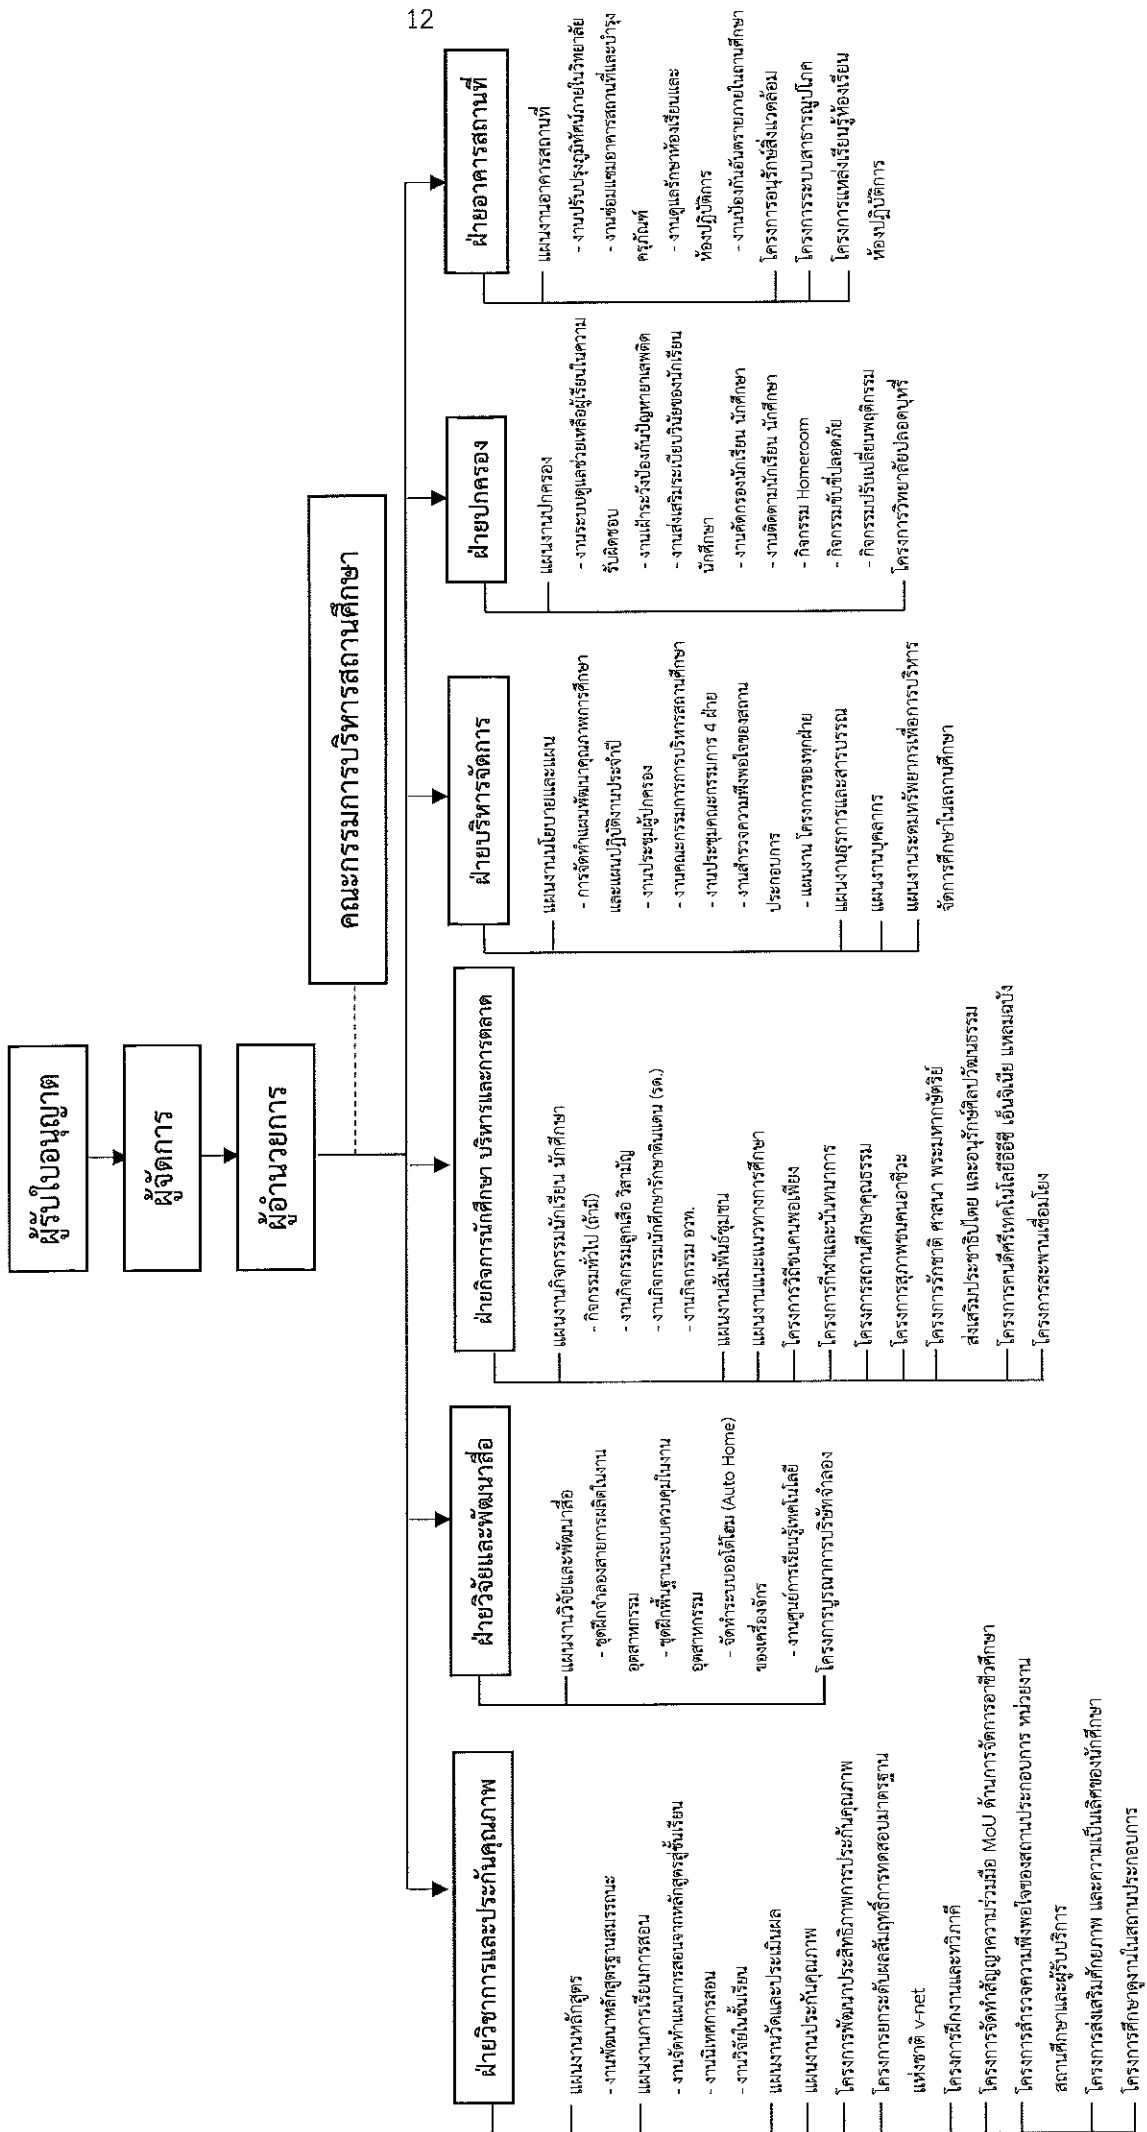 12
ผู้รับใบอนุญาต
ผู้จัดการ
ผู้อำนวยการ
คณะกรรมการบริหารสถานศึกษา
ฝ่ายวิชาการและประกันคุณภาพ
แผนงานหลักสูตร
- งานพัฒนาหลักสูตรฐานสมรรถนะ
แผนงานการเรียนการสอน
- งานจัดทำแผนการสอนจากหลักสูตรสู่ชั้นเรียน
- งานนิเทศการสอน
- งานวิจัยในชั้นเรียน
แผนงานวัดและประเมินผล
แผนงานประกันคุณภาพ
โครงการพัฒนาประสิทธิภาพการประกันคุณภาพ
โครงการยกระดับผลสัมฤทธิ์การทดสอบมาตรฐาน
แห่งชาติ v-net
โครงการฝึกงานและทวิภาคี
โครงการจัดทำสัญญาความร่วมมือ MoU ด้านการจัดการอาชีวศึกษา
โครงการสำรวจความพึงพอใจของสถานประกอบการ หน่วยงาน
สถานศึกษาและผู้รับบริการ
โครงการส่งเสริมศักยภาพ และความเป็นเลิศของนักศึกษา
โครงการศึกษาดูงานในสถานประกอบการ
ฝ่ายวิจัยและพัฒนาสื่อ
แผนงานวิจัยและพัฒนาสื่อ
- ชุดฝึกจำลองสายการผลิตในงาน
อุตสาหกรรม
- ชุดฝึกพื้นฐานระบบควบคุมในงาน
อุตสาหกรรม
- จัดทำระบบออโต้โฮม (Auto Home)
ของเครื่องจักร
- งานศูนย์การเรียนรู้เทคโนโลยี
โครงการบูรณาการบริษัทจำลอง
ฝ่ายกิจการนักศึกษา บริหารและการตลาด
แผนงานกิจกรรมนักเรียน นักศึกษา
- กิจกรรมทั่วไป (ถ้ามี)
- งานกิจกรรมลูกเสือ วิสามัญ
- งานกิจกรรมนักศึกษารักษาดินแดน (รด.)
- งานกิจกรรม อวท.
แผนงานสัมพันธ์ชุมชน
แผนงานแนะแนวทางการศึกษา
โครงการวิถีชนคนพอเพียง
โครงการกีฬาและนันทนาการ
โครงการสถานศึกษาคุณธรรม
โครงการสุภาพชนคนอาชีวะ
โครงการรักชาติ ศาสนา พระมหากษัตริย์
ส่งเสริมประชาธิปไตย และอนุรักษ์ศิลปวัฒนธรรม
โครงการคนดีศรีเทคโนโลยีอีอีซี เอ็นจิเนีย แหลมฉบัง
โครงการสะพานเชื่อมโยง
ฝ่ายบริหารจัดการ
แผนงานนโยบายและแผน
- การจัดทำแผนพัฒนาคุณภาพการศึกษา
และแผนปฏิบัติงานประจำปี
- งานประชุมผู้ปกครอง
- งานคณะกรรมการการบริหารสถานศึกษา
- งานประชุมคณะกรรมการ 4 ฝ่าย
- งานสำรวจความพึงพอใจของสถาน
ประกอบการ
- แผนงาน โครงการของทุกฝ่าย
แผนงานธุรการและสารบรรณ
แผนงานบุคลากร
แผนงานระดมทรัพยากรเพื่อการบริหาร
จัดการศึกษาในสถานศึกษา
ฝ่ายปกครอง
แผนงานปกครอง
- งานระบบดูแลช่วยเหลือผู้เรียนในความ
รับผิดชอบ
- งานเฝ้าระวังป้องกันปัญหายาเสพติด
- งานส่งเสริมระเบียบวินัยของนักเรียน
นักศึกษา
- งานคัดกรองนักเรียน นักศึกษา
- งานติดตามนักเรียน นักศึกษา
- กิจกรรม Homeroom
- กิจกรรมขับขี่ปลอดภัย
- กิจกรรมปรับเปลี่ยนพฤติกรรม
โครงการวิทยาลัยปลอดบุหรี่
ฝ่ายอาคารสถานที่
แผนงานอาคารสถานที่
- งานปรับปรุงภูมิทัศน์ภายในวิทยาลัย
- งานซ่อมแซมอาคารสถานที่และบำรุง
ครุภัณฑ์
- งานดูแลรักษาห้องเรียนและ
ห้องปฏิบัติการ
- งานป้องกันอันตรายภายในสถานศึกษา
โครงการอนุรักษ์สิ่งแวดล้อม
โครงการระบบสาธารณูปโภค
โครงการแหล่งเรียนรู้ห้องเรียน
ห้องปฏิบัติการ